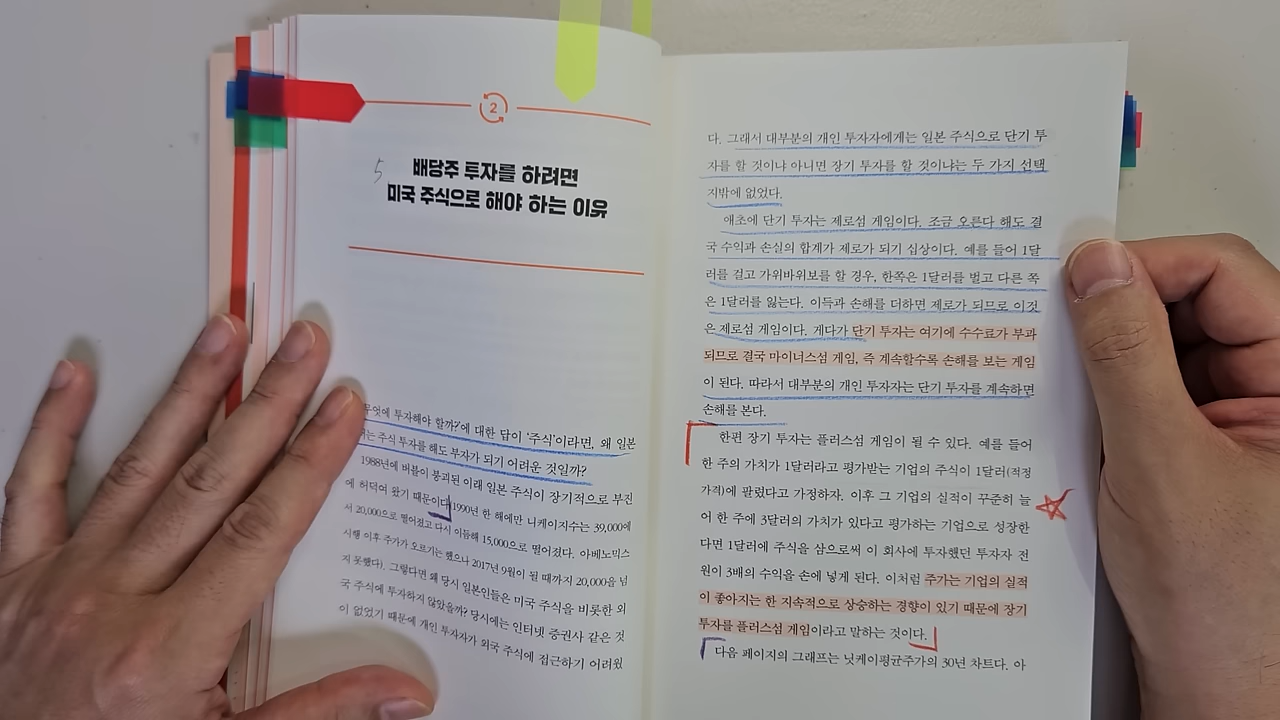 2
5
배당주 투자를 하려면
미국 주식으로 해야 하는 이유
무엇에 투자해야 할까?'에 대한 답이 '주식'이라면, 왜 일본
주식 투자를 해도 부자가 되기 어려운 것일까?
1988년에 버블이 붕괴된 이래 일본 주식이 장기적으로 부진
에 허덕여 왔기 때문이다(1990년 한 해에만 니케이지수는 39,000에
서 20,000으로 떨어졌고 다시 이듬해 15,000으로 떨어졌다. 아베노믹스
시행 이후 주가가 오르기는 했으나 2017년 9월이 될 때까지 20,000을 넘
지 못했다). 그렇다면 왜 당시 일본인들은 미국 주식을 비롯한 외
국 주식에 투자하지 않았을까? 당시에는 인터넷 증권사 같은 것
이 없었기 때문에 개인 투자자가 외국 주식에 접근하기 어려웠
다. 그래서 대부분의 개인 투자자에게는 일본 주식으로 단기 투
자를 할 것이냐 아니면 장기 투자를 할 것이냐는 두 가지 선택
지밖에 없었다.
애초에 단기 투자는 제로섬 게임이다. 조금 오른다 해도 결
국 수익과 손실의 합계가 제로가 되기 십상이다. 예를 들어 1달
러를 걸고 가위바위보를 할 경우, 한쪽은 1달러를 벌고 다른 쪽
은 1달러를 잃는다. 이득과 손해를 더하면 제로가 되므로 이것
은 제로섬 게임이다. 게다가 단기 투자는 여기에 수수료가 부과
되므로 결국 마이너스섬 게임, 즉 계속할수록 손해를 보는 게임
이 된다. 따라서 대부분의 개인 투자자는 단기 투자를 계속하면
손해를 본다.
한편 장기 투자는 플러스섬 게임이 될 수 있다. 예를 들어
한 주의 가치가 1달러라고 평가받는 기업의 주식이 1달러(적정
가격)에 팔렸다고 가정하자. 이후 그 기업의 실적이 꾸준히 늘
어 한 주에 3달러의 가치가 있다고 평가하는 기업으로 성장한
다면 1달러에 주식을 삼으로써 이 회사에 투자했던 투자자 전
원이 3배의 수익을 손에 넣게 된다. 이처럼 주가는 기업의 실적
이 좋아지는 한 지속적으로 상승하는 경향이 있기 때문에 장기
투자를 플러스섬 게임이라고 말하는 것이다.
다음 페이지의 그래프는 닛케이평균주가의 30년 차트다. 아